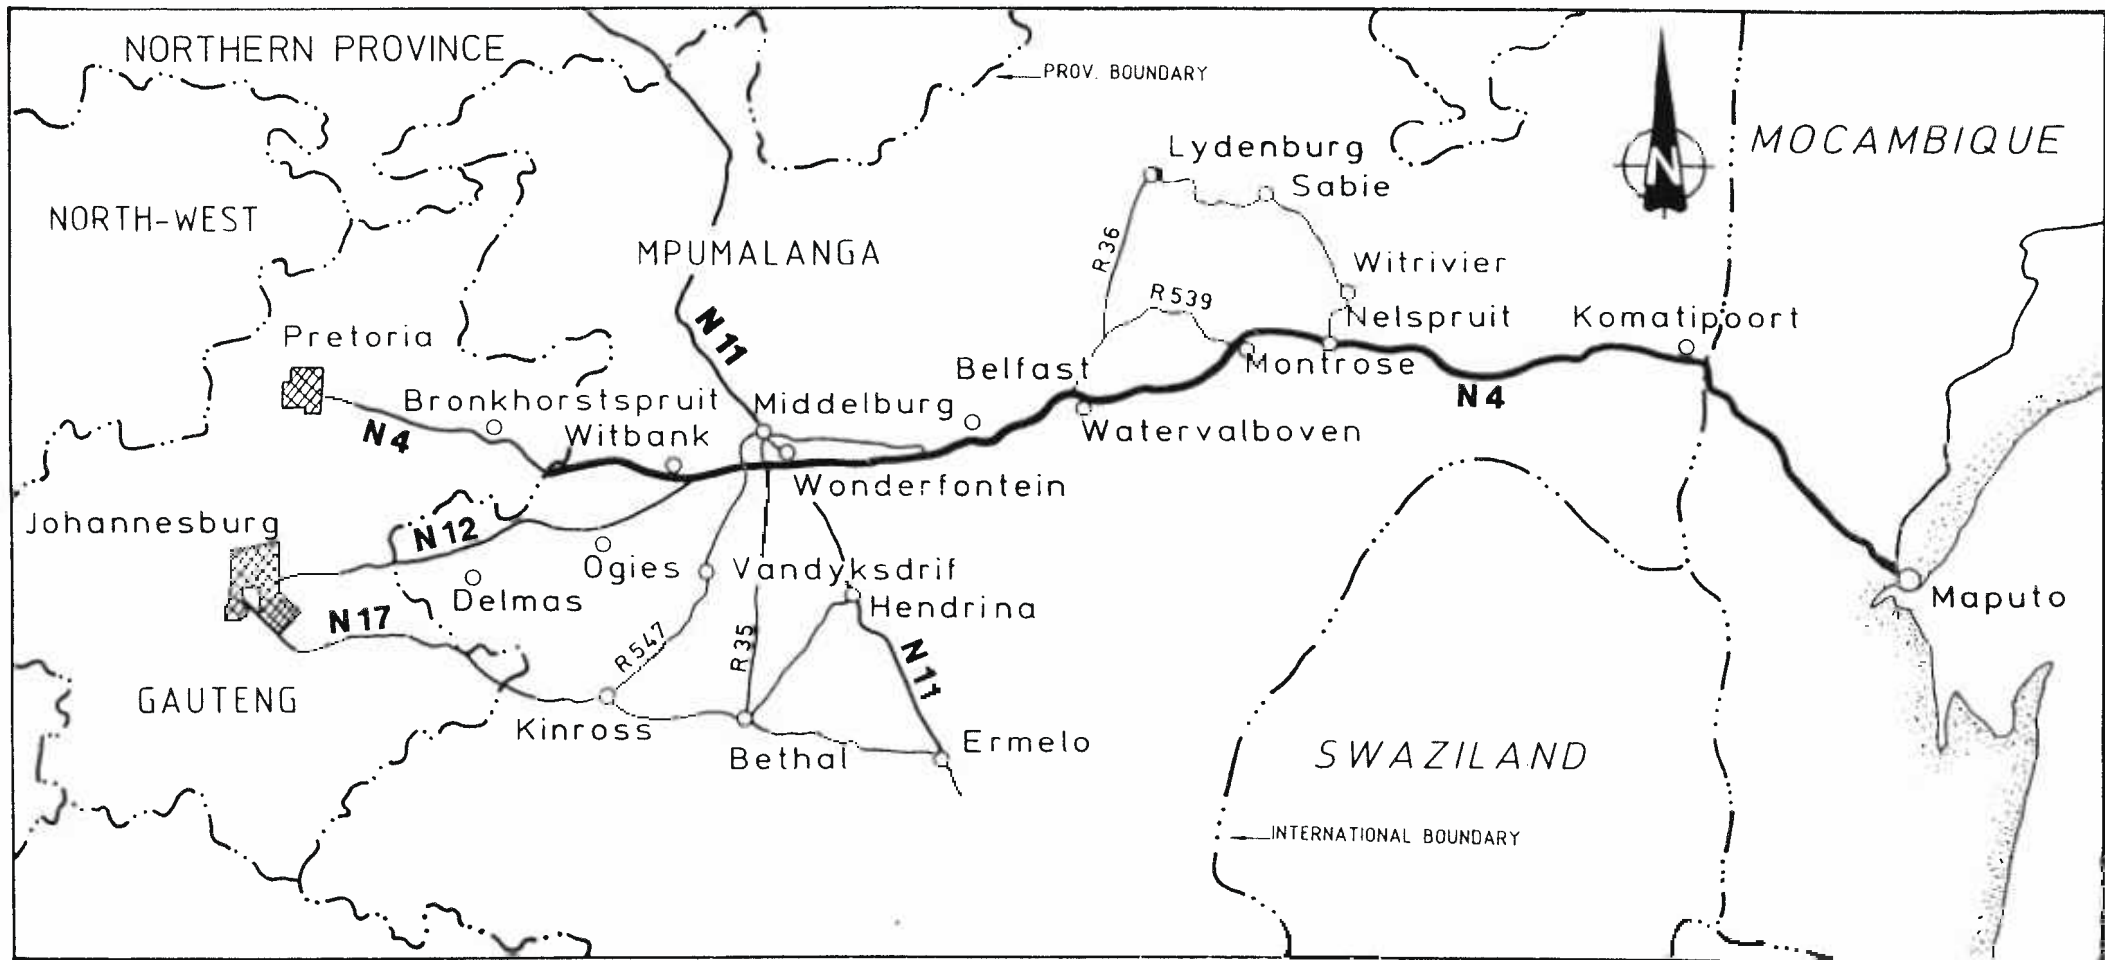 NORTHERN PROVINCE
PROV. BOUNDARY
MOCAMBIQUE
N
Lydenburg
Sabie
NORTH-WEST
MPUMALANGA
R36
Witrivier
R539
Nelspruit
Komatipoort
N11
Pretoria
Belfast
Montrose
N4
Bronkhorstspruit
Middelburg
N4
Witbank
Watervalboven
Wonderfontein
Johannesburg
N12
Ogies
Vandyksdrif
Delmas
Hendrina
Maputo
N17
R547
R35
N11
GAUTENG
Kinross
Bethal
Ermelo
SWAZILAND
INTERNATIONAL BOUNDARY